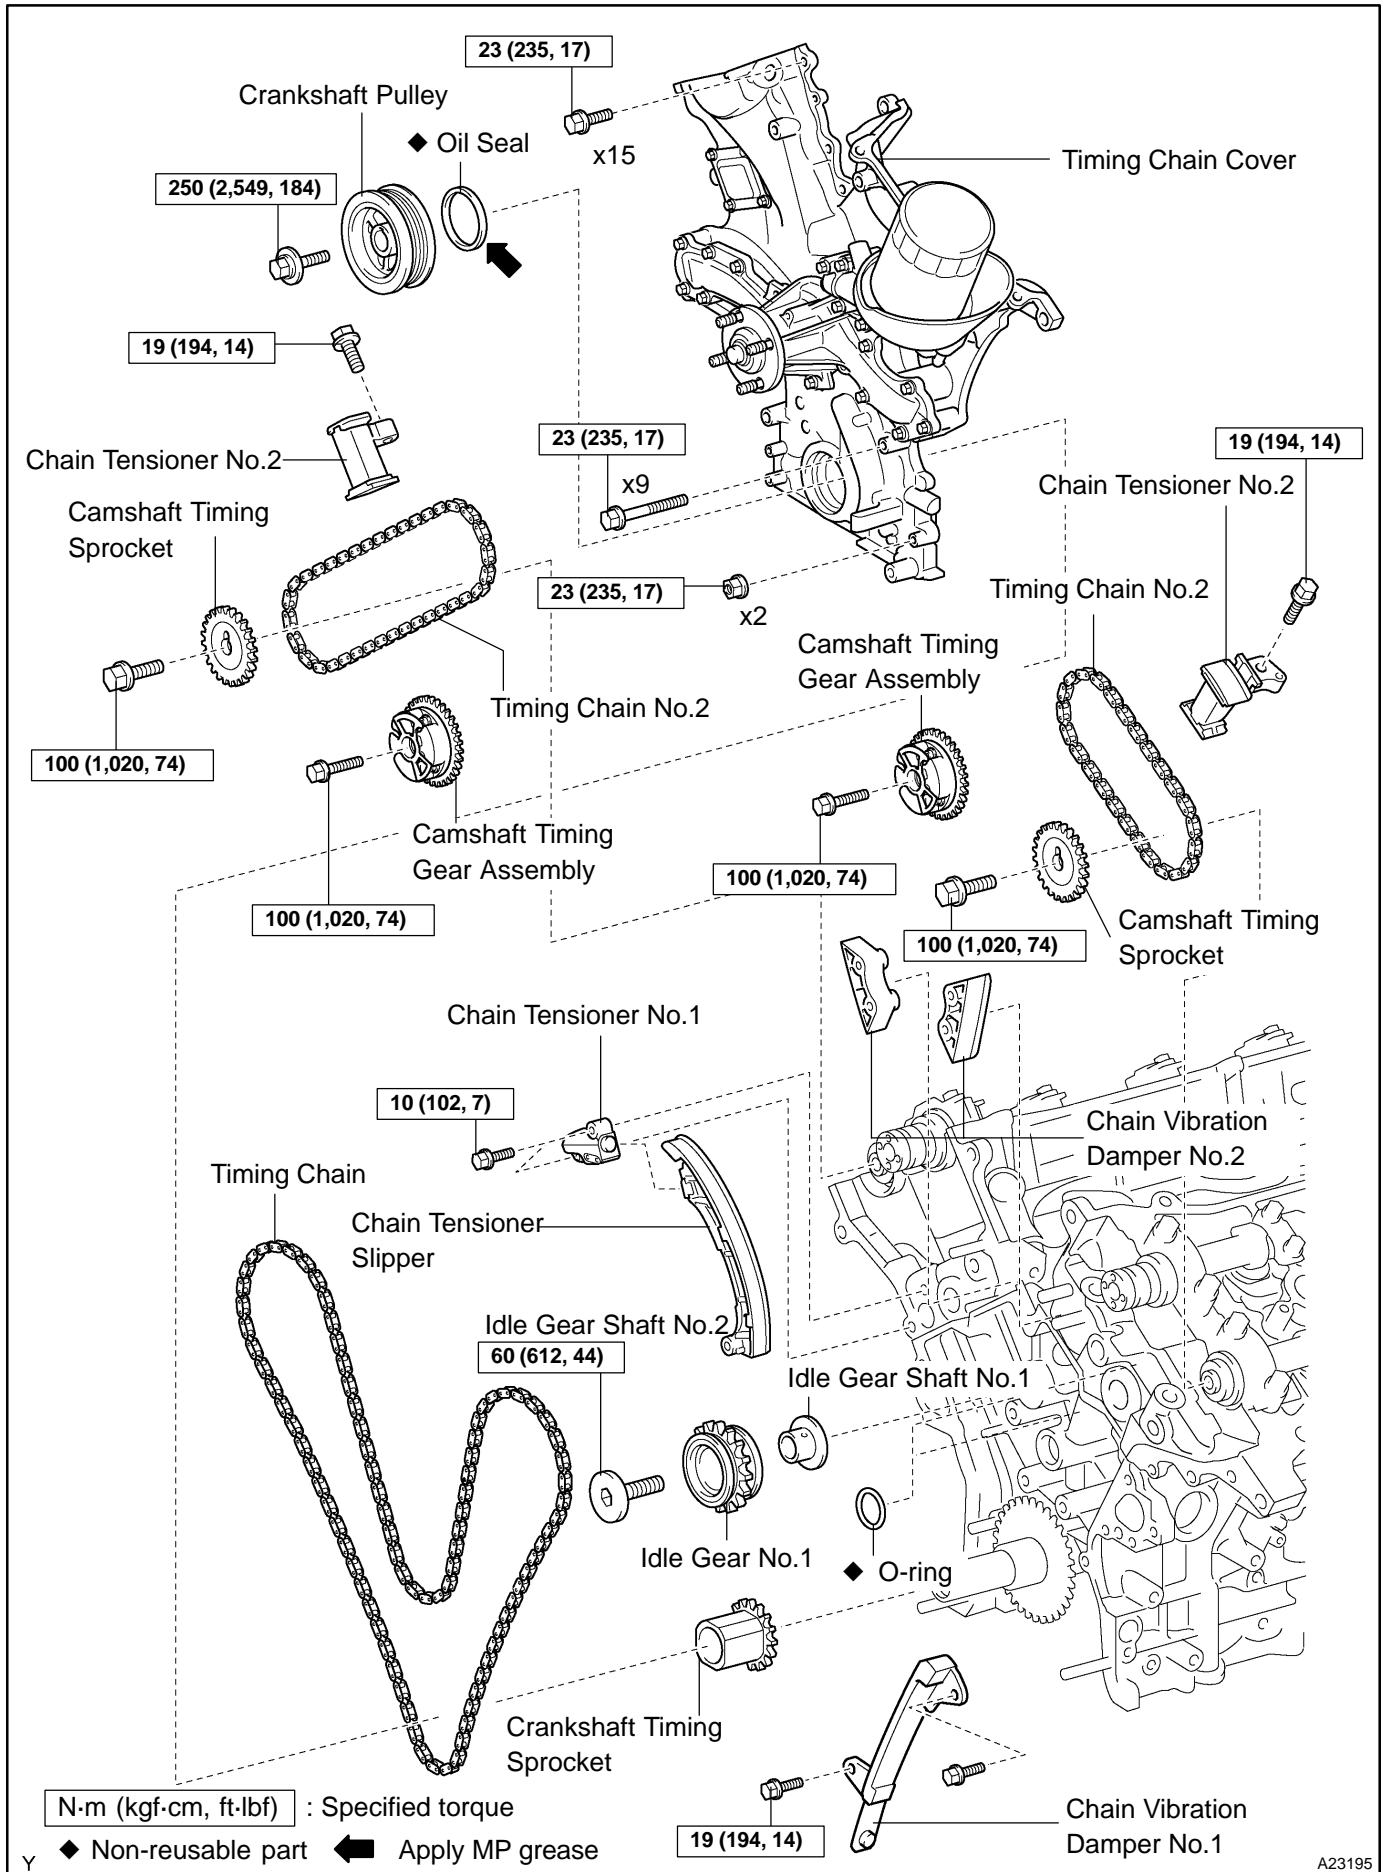 23 (235, 17)
Crankshaft Pulley
◆ Oil Seal
x15
Timing Chain Cover
250 (2,549, 184)
19 (194, 14)
23 (235, 17)
19 (194, 14)
Chain Tensioner No.2
x9
Chain Tensioner No.2
Camshaft Timing
Sprocket
23 (235, 17)
x2
Timing Chain No.2
Camshaft Timing
Gear Assembly
Timing Chain No.2
100 (1,020, 74)
Camshaft Timing
Gear Assembly
100 (1,020, 74)
100 (1,020, 74)
100 (1,020, 74)
Camshaft Timing
Sprocket
Chain Tensioner No.1
10 (102, 7)
Chain Vibration
Damper No.2
Timing Chain
Chain Tensioner
Slipper
Idle Gear Shaft No.2
60 (612, 44)
Idle Gear Shaft No.1
Idle Gear No.1
◆ O-ring
Crankshaft Timing
Sprocket
N·m (kgf·cm, ft·lbf) : Specified torque
◆ Non-reusable part
Apply MP grease
19 (194, 14)
Chain Vibration
Damper No.1
Y
A23195